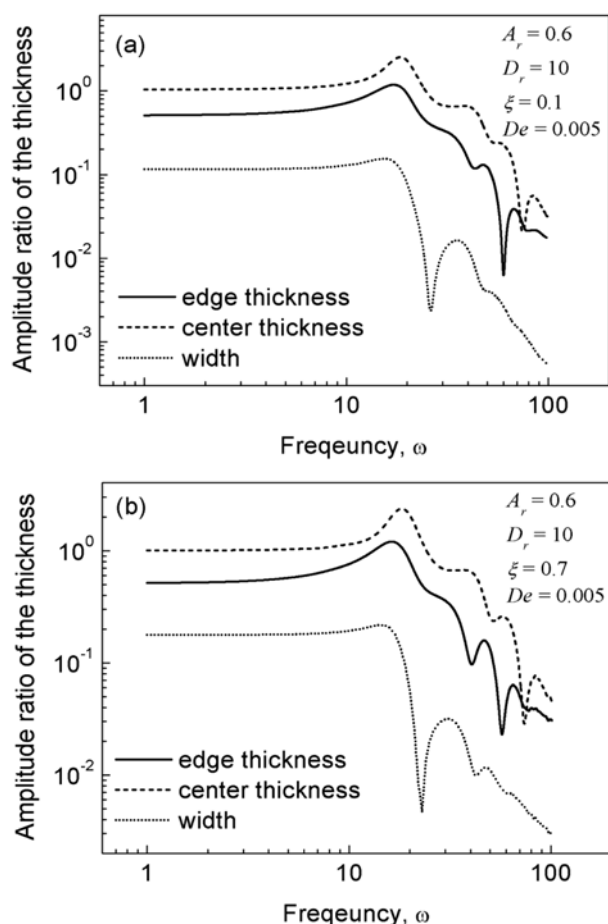 (a)
A_r = 0.6
D_r = 10
ξ = 0.1
De = 0.005
Amplitude ratio of the thickness
10^0
10^-1
10^-2
10^-3
edge thickness
center thickness
width
1
10
100
Freqeuncy, ω
(b)
A_r = 0.6
D_r = 10
ξ = 0.7
De = 0.005
Amplitude ratio of the thickness
10^0
10^-1
10^-2
edge thickness
center thickness
width
1
10
100
Freqeuncy, ω